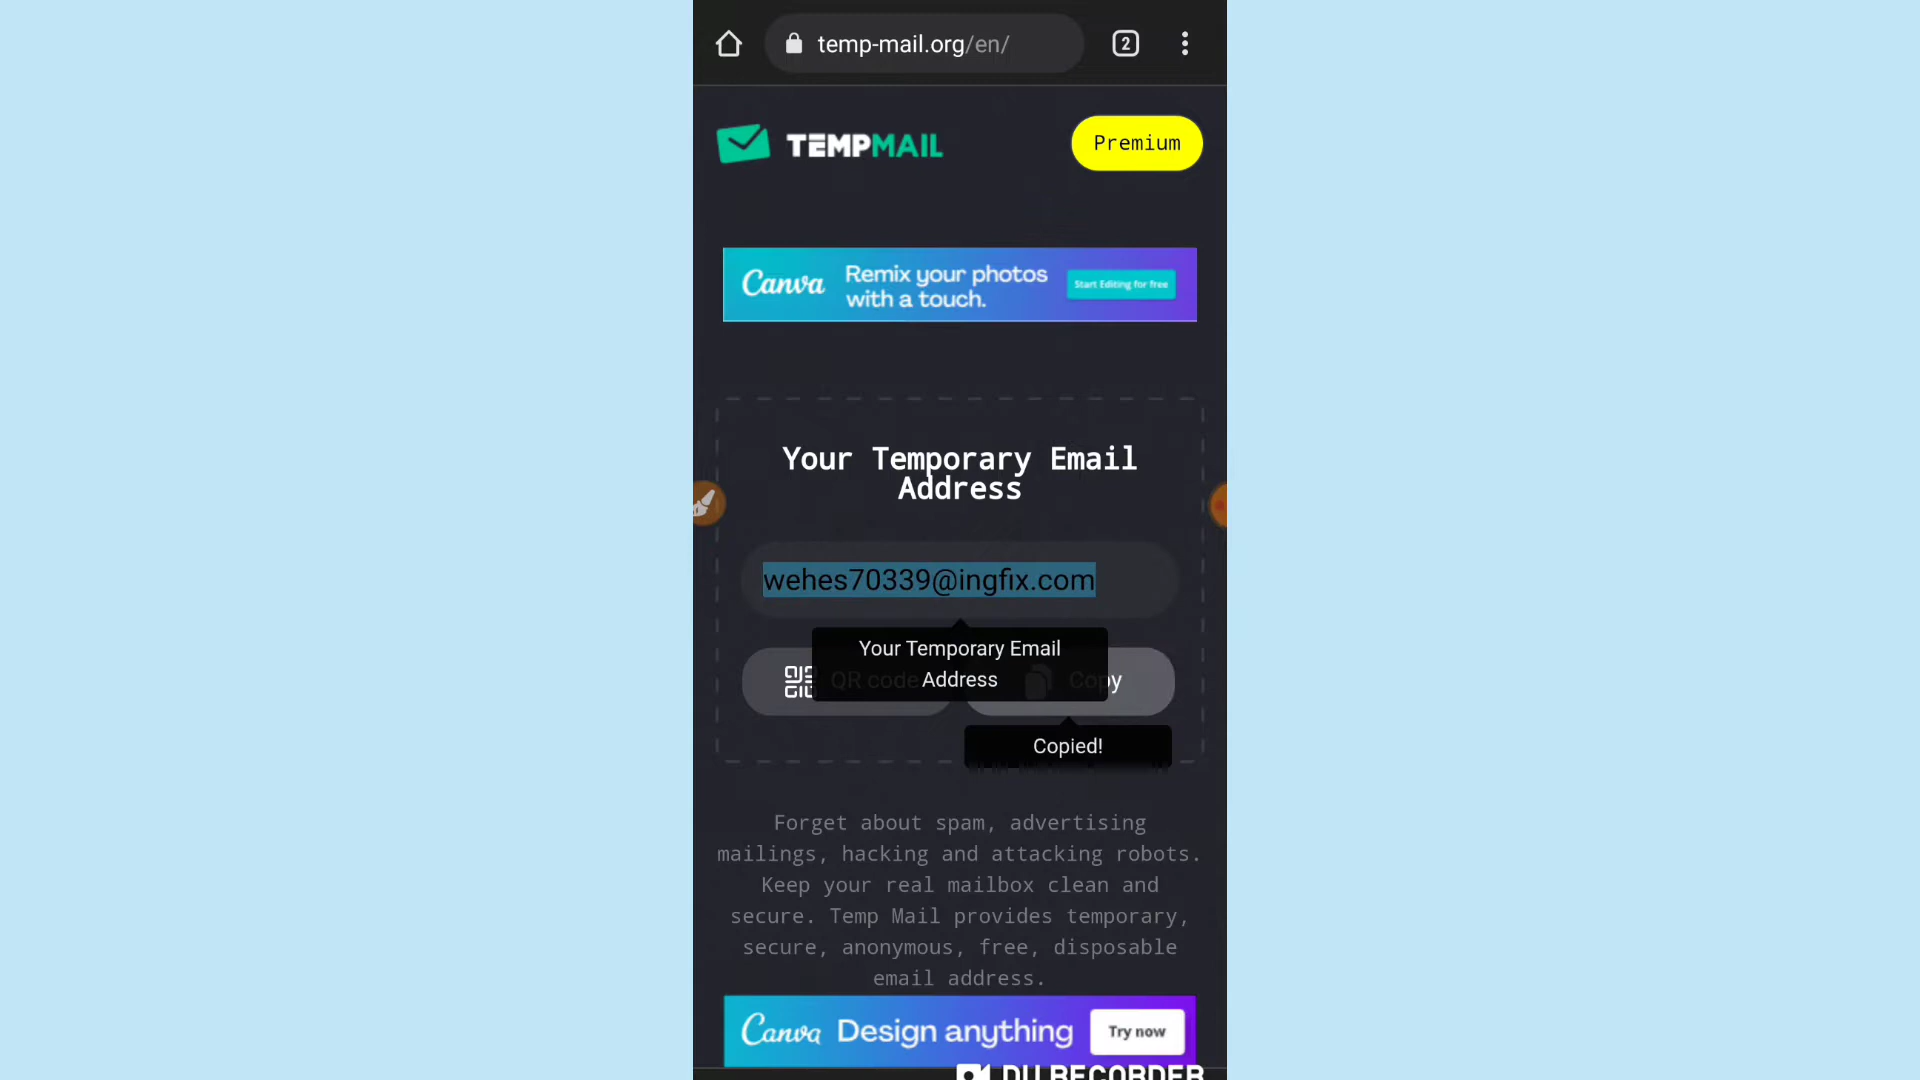 temp-mail.org/en/
2
TEMPMAIL
Premium
Canva
Remix your photos
with a touch.
Start Editing for free
Your Temporary Email
Address
wehes70339@ingfix.com
Your Temporary Email
Address
QR code
Copy
Copied!
Forget about spam, advertising
mailings, hacking and attacking robots.
Keep your real mailbox clean and
secure. Temp Mail provides temporary,
secure, anonymous, free, disposable
email address.
Canva Design anything
Try now
DU RECORDER